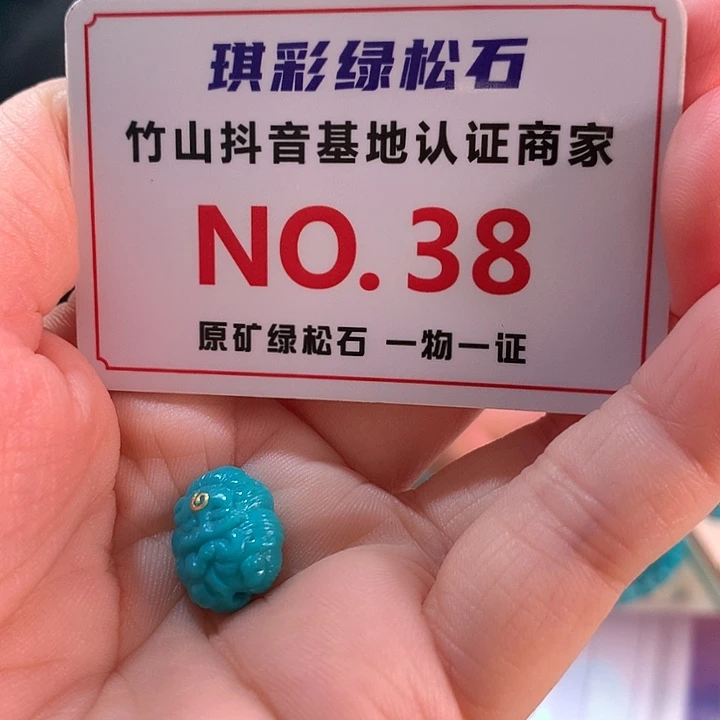 琪彩绿松石
竹山抖音基地认证商家
NO.38
原矿绿松石 一物一证